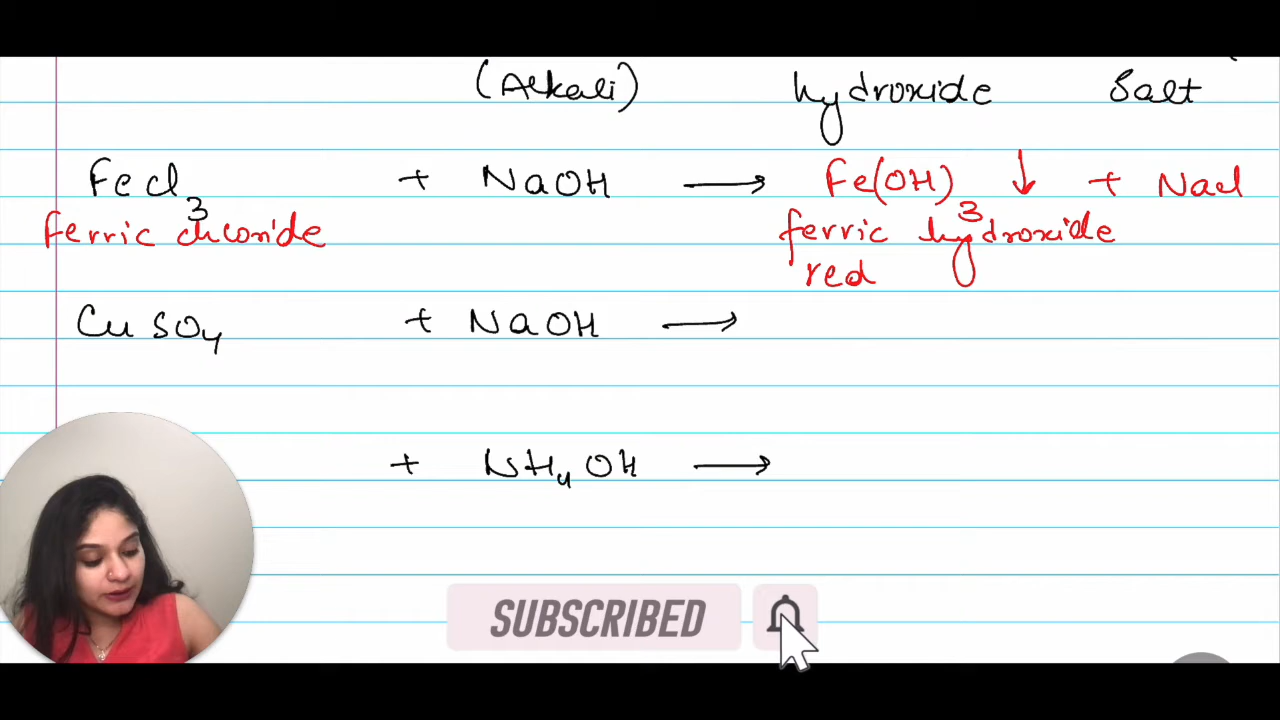 (Alkali) hydroxide Salt
FeCl3 + NaOH → Fe(OH)3 ↓ + NaCl
ferric chloride ferric hydroxide
red
CuSO4 + NaOH →
+ NH4OH →
SUBSCRIBED